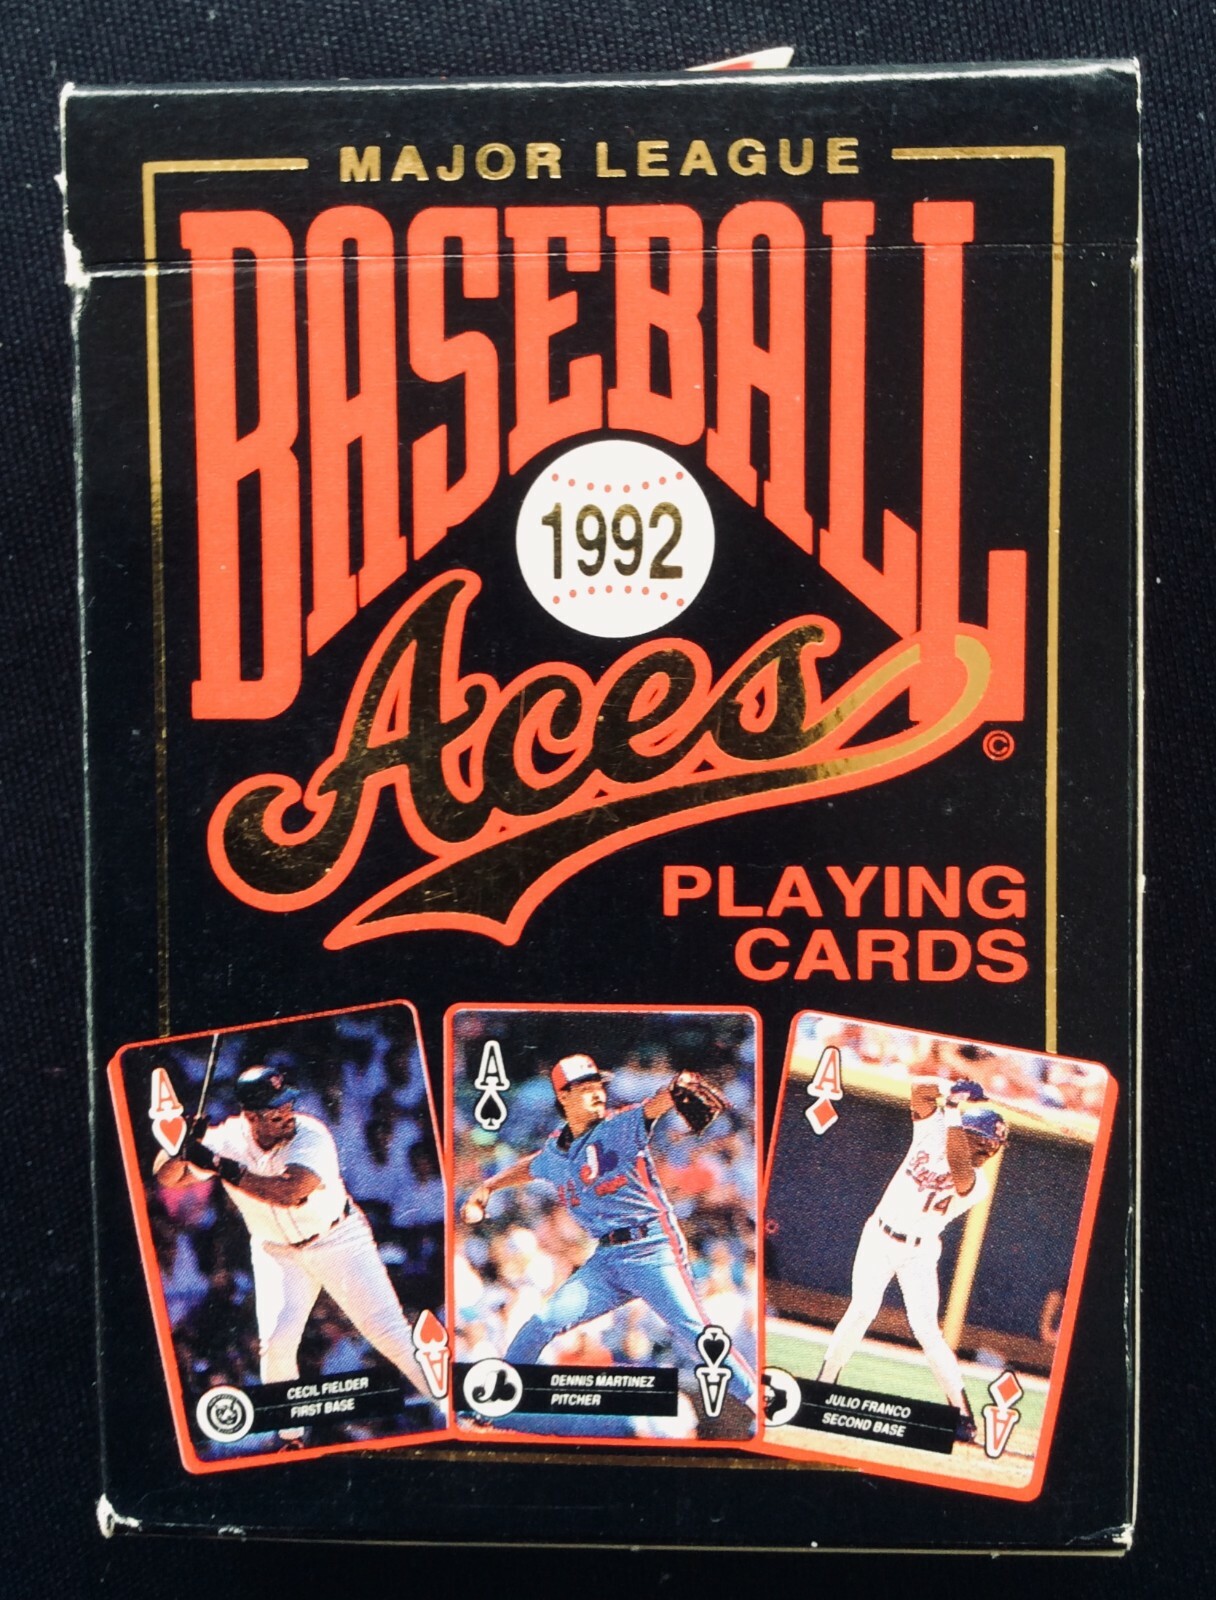 MAJOR LEAGUE
BASEBALL
1992
Aces
©
PLAYING
CARDS
A
A
CECIL FIELDER
FIRST BASE
A
A
DENNIS MARTINEZ
PITCHER
A
A
Rangers
14
JULIO FRANCO
SECOND BASE